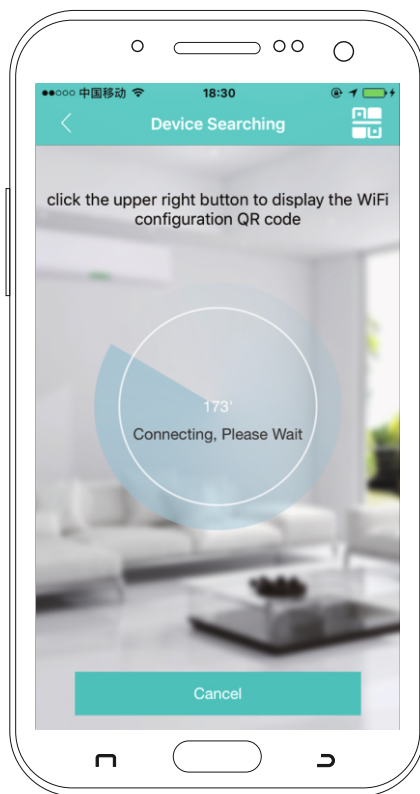 中国移动 18:30
Device Searching
click the upper right button to display the WiFi
configuration QR code
173'
Connecting, Please Wait
Cancel